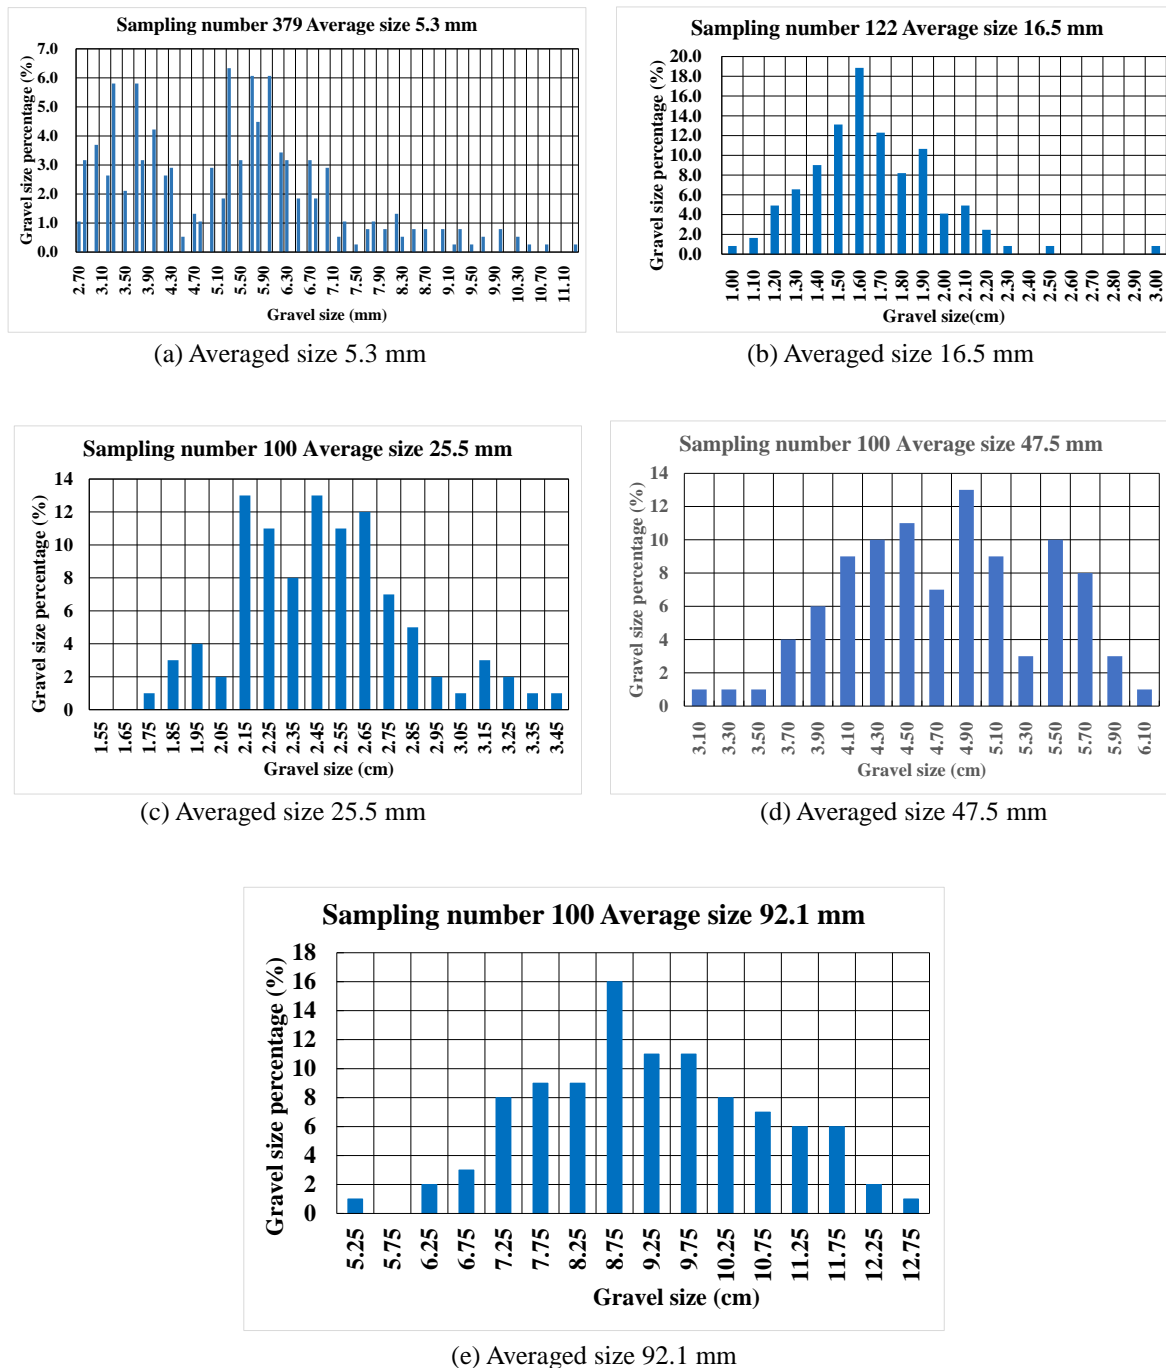 Sampling number 379 Average size 5.3 mm
Gravel size percentage (%)
7.0
6.0
5.0
4.0
3.0
2.0
1.0
0.0
2.70 3.10 3.50 3.90 4.30 4.70 5.10 5.50 5.90 6.30 6.70 7.10 7.50 7.90 8.30 8.70 9.10 9.50 9.90 10.30 10.70 11.10
Gravel size (mm)
(a) Averaged size 5.3 mm
Sampling number 122 Average size 16.5 mm
Gravel size percentage (%)
20.0
18.0
16.0
14.0
12.0
10.0
8.0
6.0
4.0
2.0
0.0
1.00 1.10 1.20 1.30 1.40 1.50 1.60 1.70 1.80 1.90 2.00 2.10 2.20 2.30 2.40 2.50 2.60 2.70 2.80 2.90 3.00
Gravel size(cm)
(b) Averaged size 16.5 mm
Sampling number 100 Average size 25.5 mm
Gravel size percentage (%)
14
12
10
8
6
4
2
0
1.55 1.65 1.75 1.85 1.95 2.05 2.15 2.25 2.35 2.45 2.55 2.65 2.75 2.85 2.95 3.05 3.15 3.25 3.35 3.45
Gravel size (cm)
(c) Averaged size 25.5 mm
Sampling number 100 Average size 47.5 mm
Gravel size percentage (%)
14
12
10
8
6
4
2
0
3.10 3.30 3.50 3.70 3.90 4.10 4.30 4.50 4.70 4.90 5.10 5.30 5.50 5.70 5.90 6.10
Gravel size (cm)
(d) Averaged size 47.5 mm
Sampling number 100 Average size 92.1 mm
Gravel size percentage (%)
18
16
14
12
10
8
6
4
2
0
5.25 5.75 6.25 6.75 7.25 7.75 8.25 8.75 9.25 9.75 10.25 10.75 11.25 11.75 12.25 12.75
Gravel size (cm)
(e) Averaged size 92.1 mm